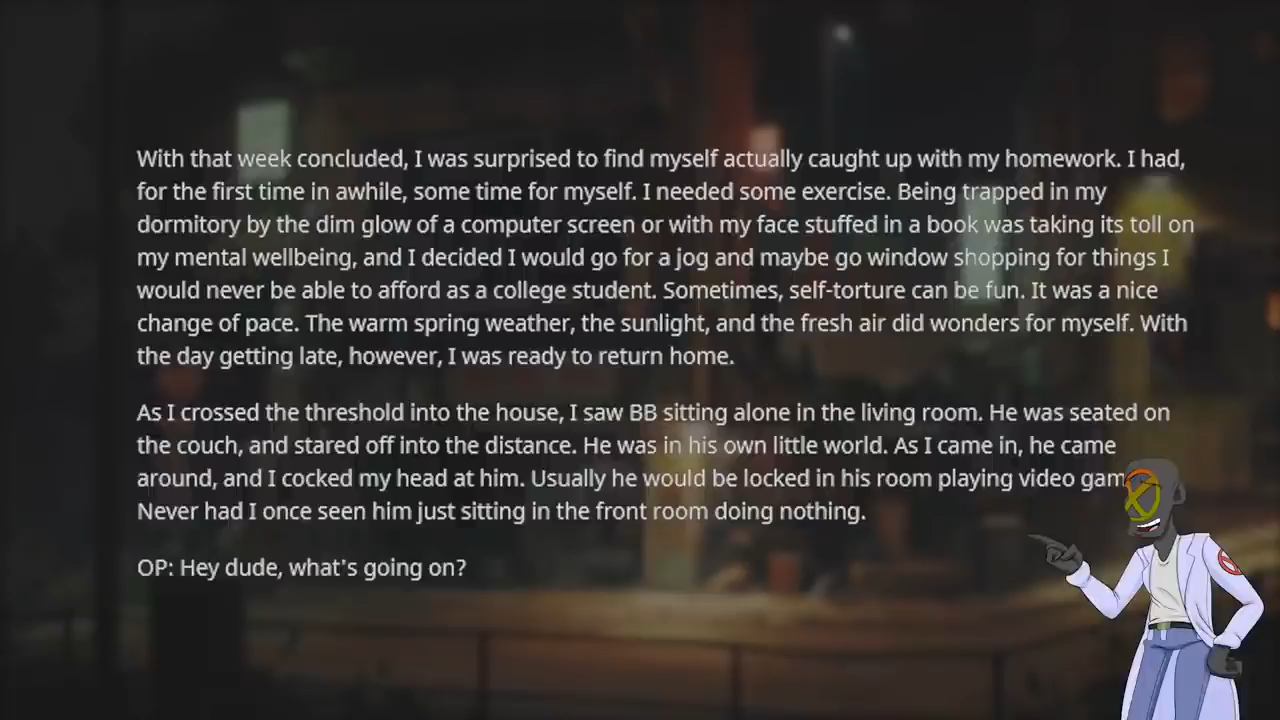 With that week concluded, I was surprised to find myself actually caught up with my homework. I had,
for the first time in awhile, some time for myself. I needed some exercise. Being trapped in my
dormitory by the dim glow of a computer screen or with my face stuffed in a book was taking its toll on
my mental wellbeing, and I decided I would go for a jog and maybe go window shopping for things I
would never be able to afford as a college student. Sometimes, self-torture can be fun. It was a nice
change of pace. The warm spring weather, the sunlight, and the fresh air did wonders for myself. With
the day getting late, however, I was ready to return home.
As I crossed the threshold into the house, I saw BB sitting alone in the living room. He was seated on
the couch, and stared off into the distance. He was in his own little world. As I came in, he came
around, and I cocked my head at him. Usually he would be locked in his room playing video gam
Never had I once seen him just sitting in the front room doing nothing.
OP: Hey dude, what's going on?